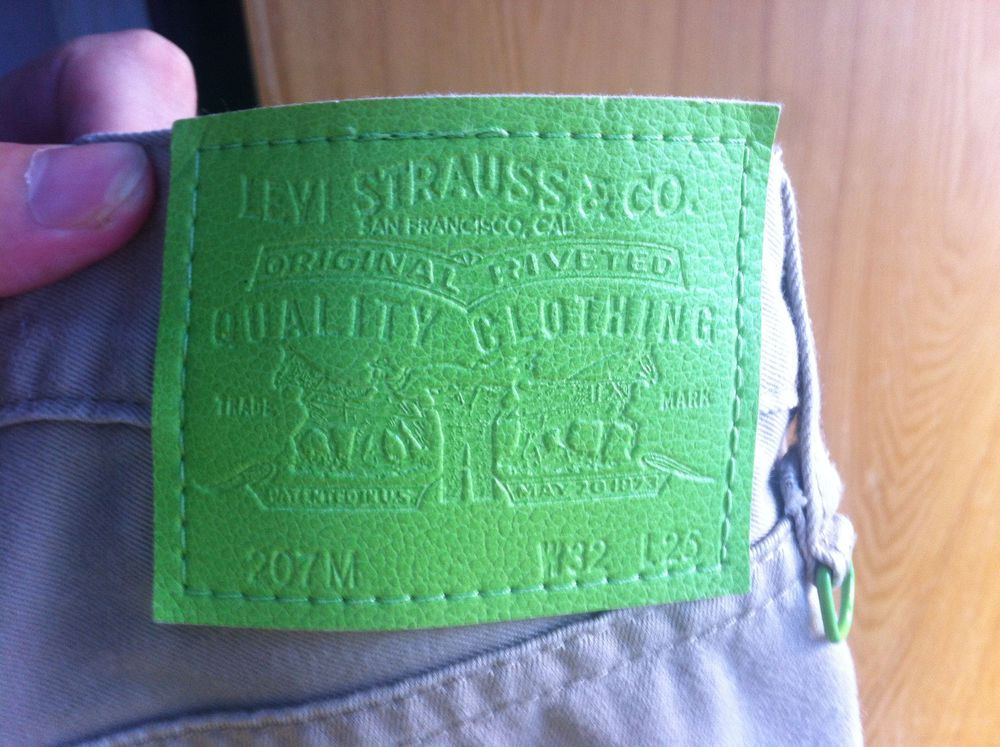 LEVI STRAUSS & CO.
SAN FRANCISCO, CAL
ORIGINAL RIVETED
QUALITY CLOTHING
TRADE MARK
PATENTED IN U.S. MAY 20 1873
207M W32 L25